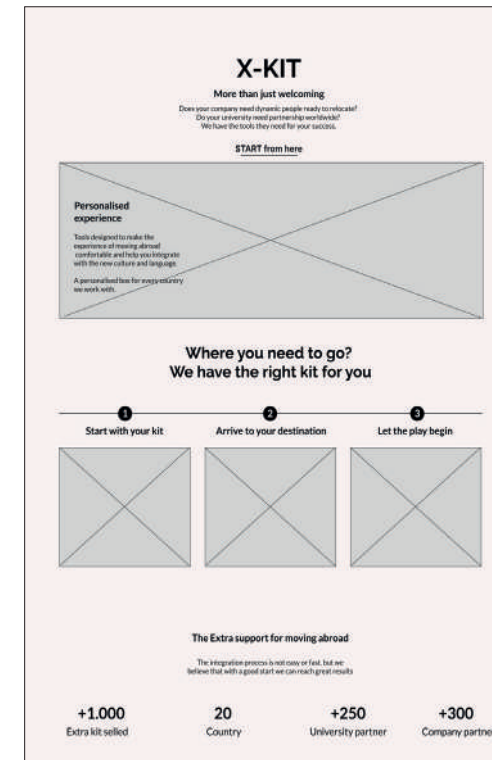 X-KIT
More than just welcoming
Does your company need dynamic people ready to relocate?
Do your university need partnership worldwide?
We have the tools they need for your success.
START from here
Personalised
experience
Tools designed to make the
experience of moving abroad
comfortable and help you integrate
with the new culture and language.
A personalised box for every country
we work with.
Where you need to go?
We have the right kit for you
1 2 3
Start with your kit Arrive to your destination Let the play begin
The Extra support for moving abroad
The integration process is not easy or fast, but we
believe that with a good start we can reach great results
+1.000 20 +250 +300
Extra kit selled Country University partner Company partne